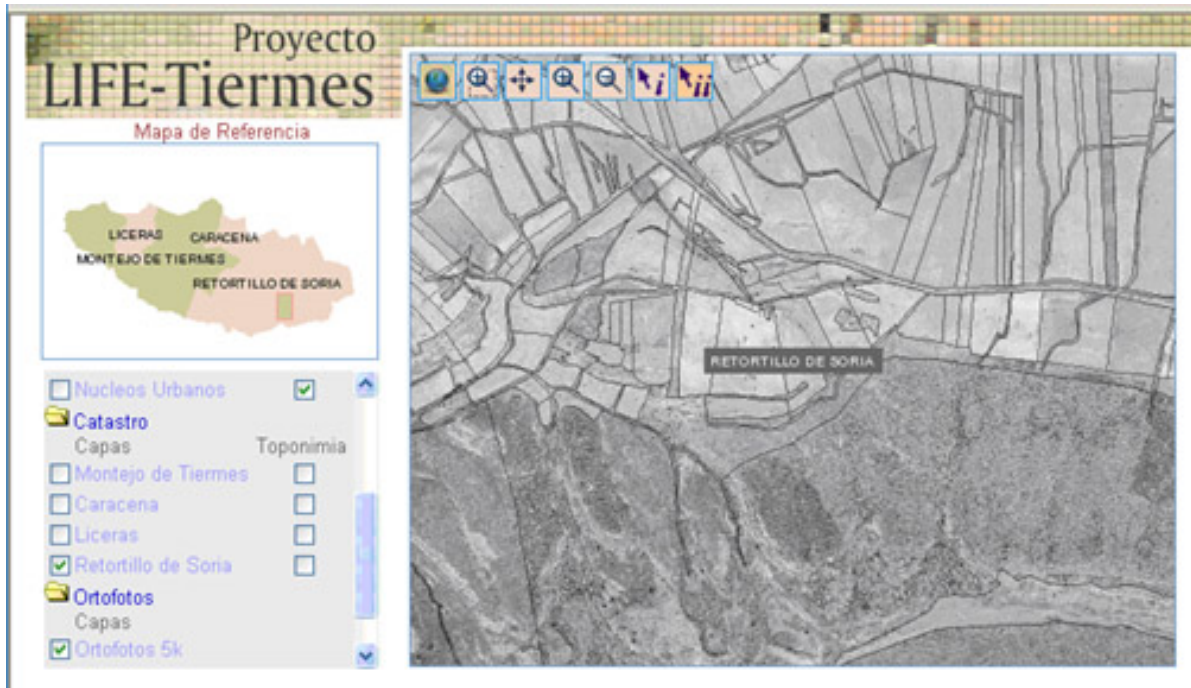 Proyecto
LIFE-Tiermes
Mapa de Referencia
LICERAS CARACENA
MONTEJO DE TIERMES
RETORTILLO DE SORIA
Nucleos Urbanos
Catastro
Capas Toponimia
Montejo de Tiermes
Caracena
Liceras
Retortillo de Soria
Ortofotos
Capas
Ortofotos 5k
i ii
RETORTILLO DE SORIA